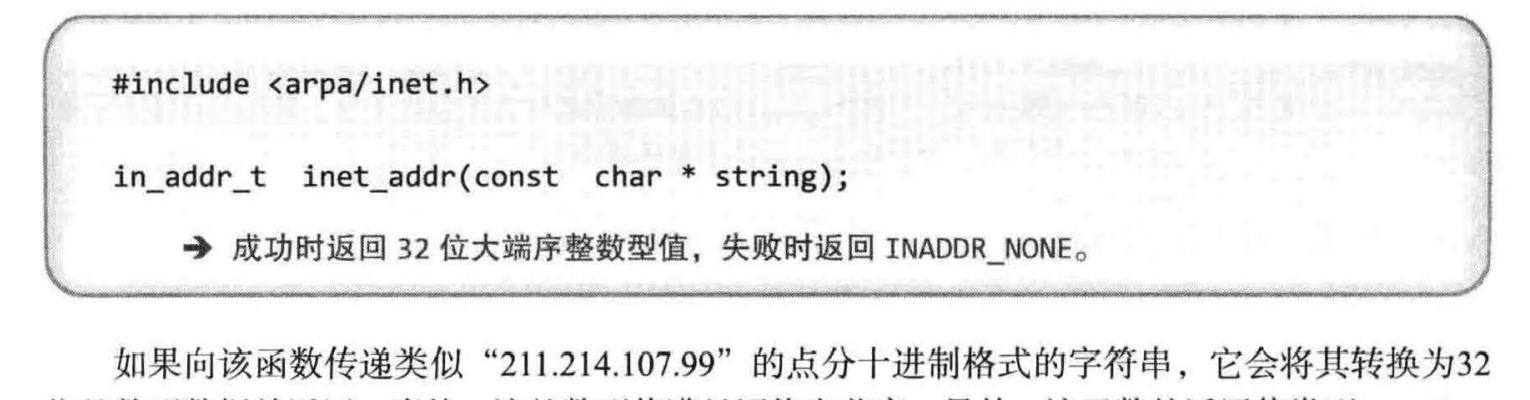 #include <arpa/inet.h>
in_addr_t inet_addr(const char * string);
➔ 成功时返回 32 位大端序整数型值，失败时返回 INADDR_NONE。
如果向该函数传递类似“211.214.107.99”的点分十进制格式的字符串，它会将其转换为32